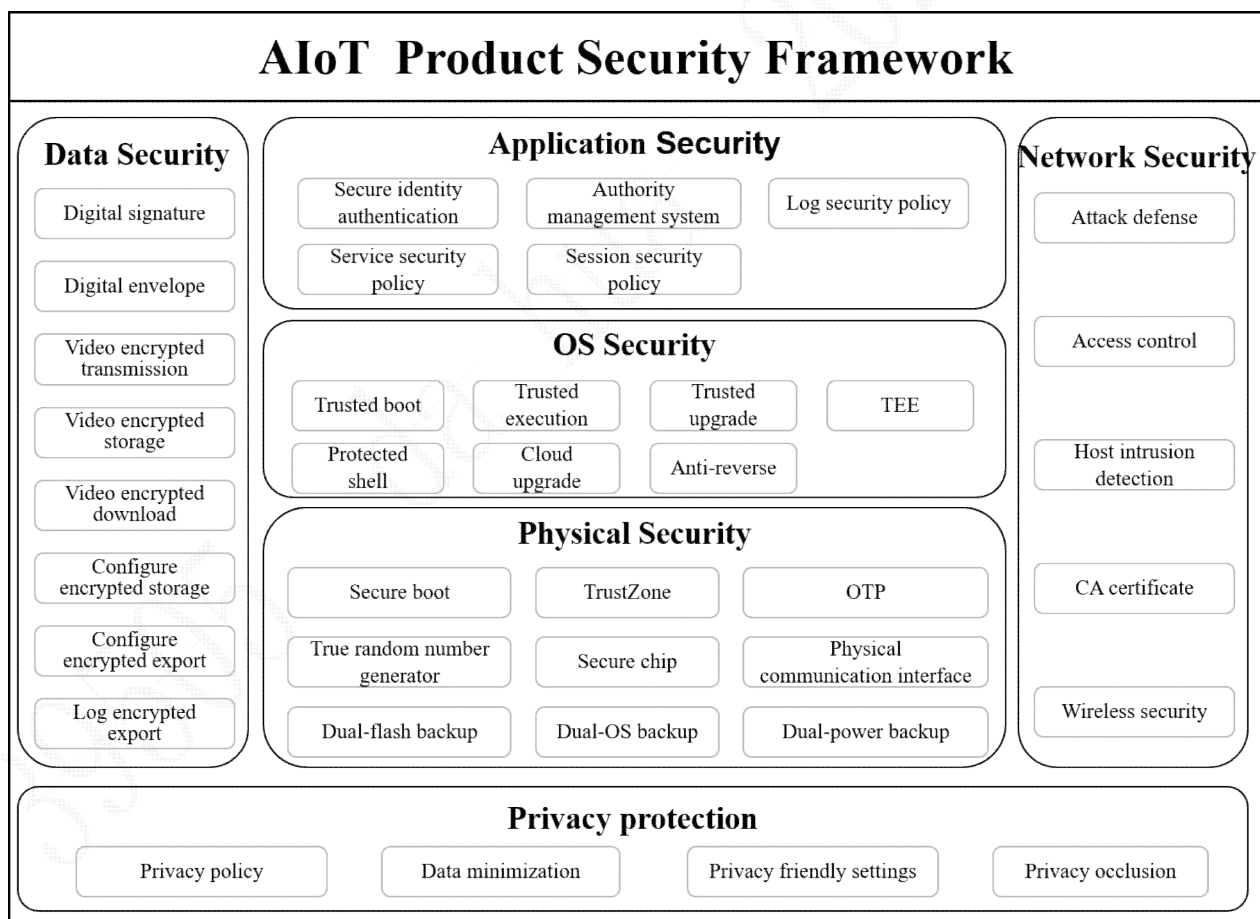 AIoT Product Security Framework
Data Security
Digital signature
Digital envelope
Video encrypted
transmission
Video encrypted
storage
Video encrypted
download
Configure
encrypted storage
Configure
encrypted export
Log encrypted
export
Application Security
Secure identity
authentication
Authority
management system
Log security policy
Service security
policy
Session security
policy
OS Security
Trusted boot
Trusted
execution
Trusted
upgrade
TEE
Protected
shell
Cloud
upgrade
Anti-reverse
Physical Security
Secure boot
TrustZone
OTP
True random number
generator
Secure chip
Physical
communication interface
Dual-flash backup
Dual-OS backup
Dual-power backup
Network Security
Attack defense
Access control
Host intrusion
detection
CA certificate
Wireless security
Privacy protection
Privacy policy
Data minimization
Privacy friendly settings
Privacy occlusion